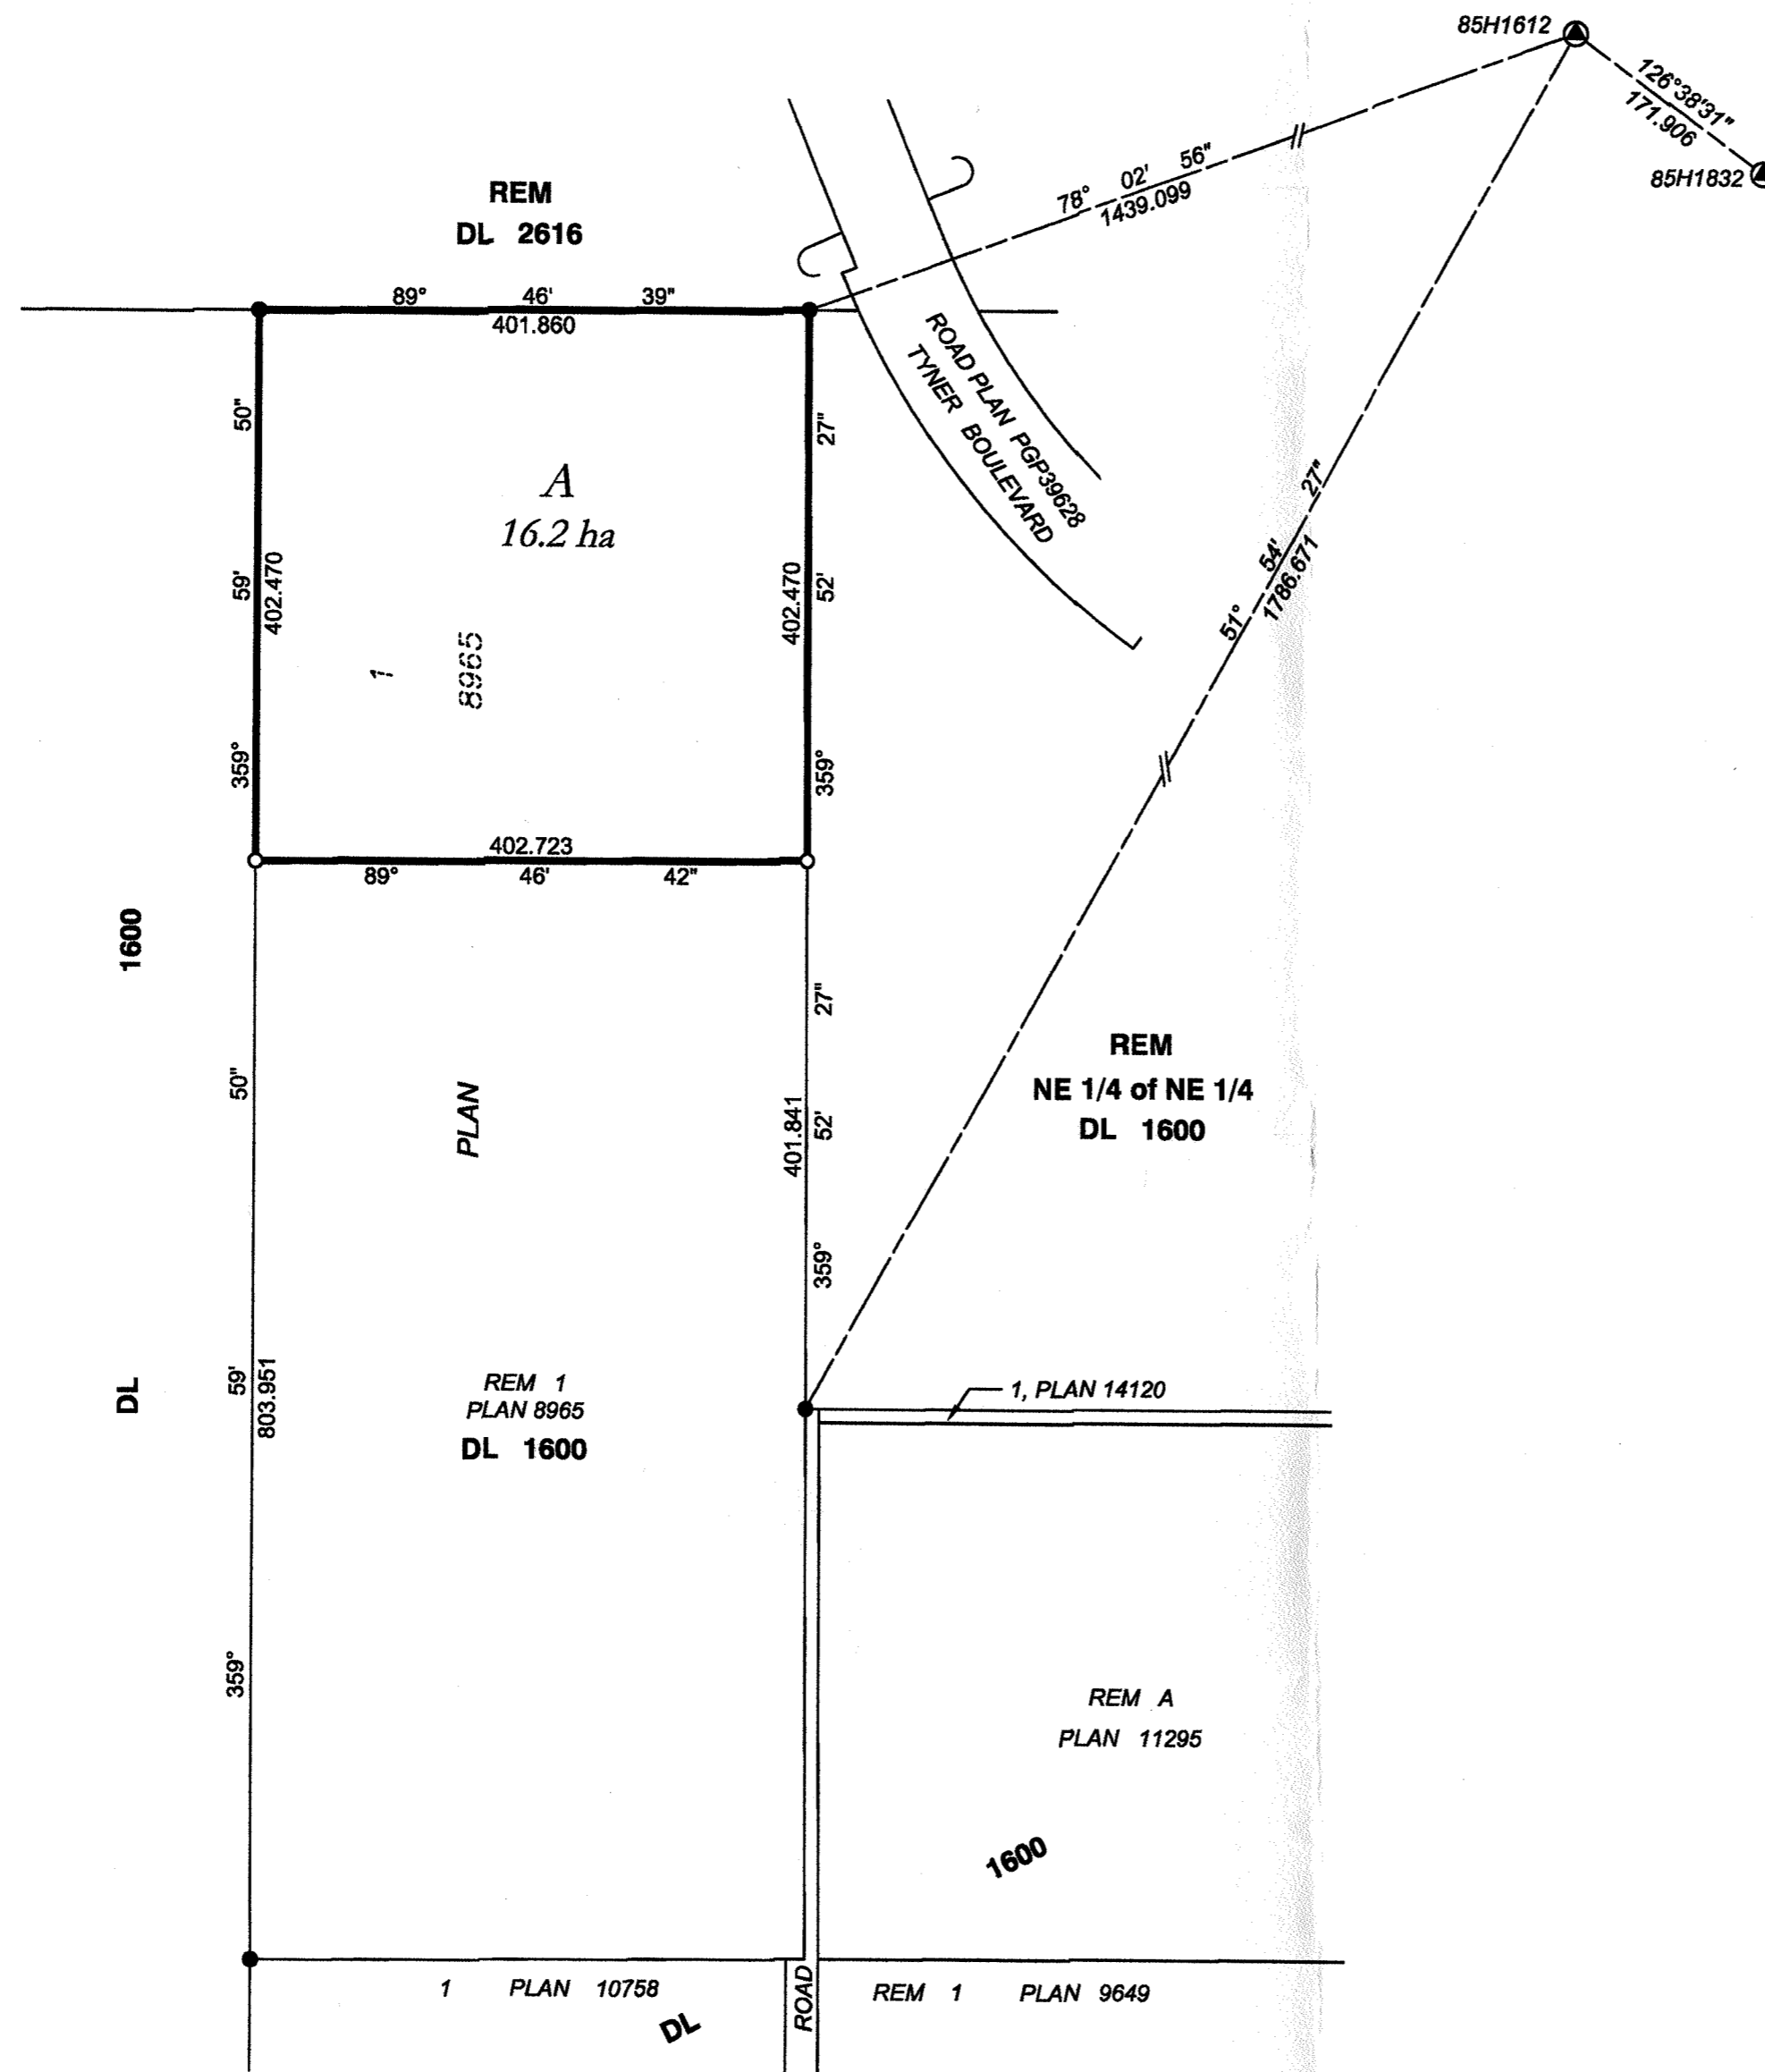 85H1612
126°38'31"
171.906
85H1832
78° 02' 56"
1439.099
REM
DL 2616
89° 46' 39"
401.860
ROAD PLAN PGP39628
TYNER BOULEVARD
359° 59' 50"
402.470
A
16.2 ha
402.470
359° 52' 27"
1
8965
51° 54' 27"
1786.671
402.723
89° 46' 42"
1600
PLAN
359° 52' 27"
401.841
REM
NE 1/4 of NE 1/4
DL 1600
359° 59' 50"
803.951
DL
REM 1
PLAN 8965
DL 1600
1, PLAN 14120
REM A
PLAN 11295
1600
1 PLAN 10758
ROAD
REM 1 PLAN 9649
DL